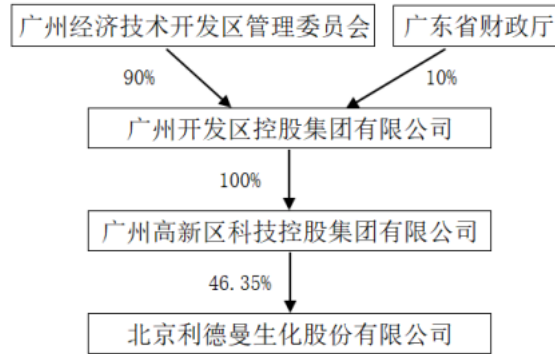 广州经济技术开发区管理委员会
广东省财政厅
90%
10%
广州开发区控股集团有限公司
100%
广州高新区科技控股集团有限公司
46.35%
北京利德曼生化股份有限公司